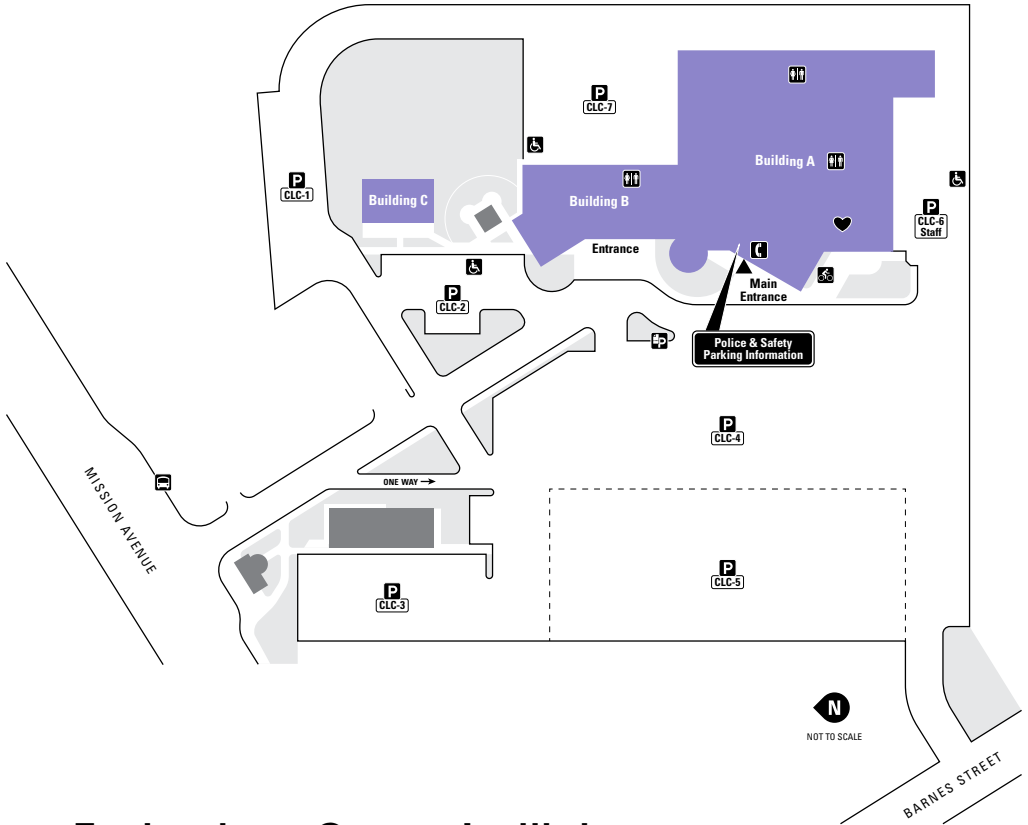 P
CLC-7
Building A
P
CLC-1
Building C
Building B
P
CLC-6
Staff
Entrance
P
CLC-2
Main
Entrance
P
Police & Safety
Parking Information
P
CLC-4
MISSION AVENUE
ONE WAY
P
CLC-3
P
CLC-5
N
NOT TO SCALE
BARNES STREET